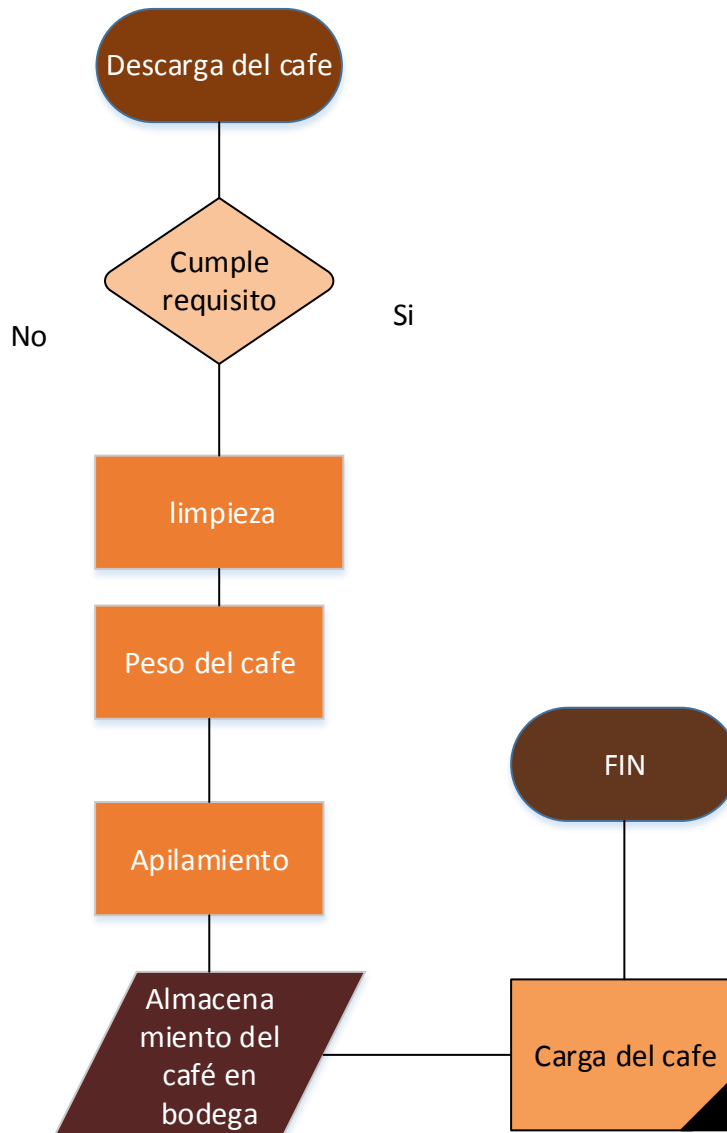 Descarga del cafe
Cumple
requisito
No
Si
limpieza
Peso del cafe
Apilamiento
Almacena
miento del
café en
bodega
Carga del cafe
FIN